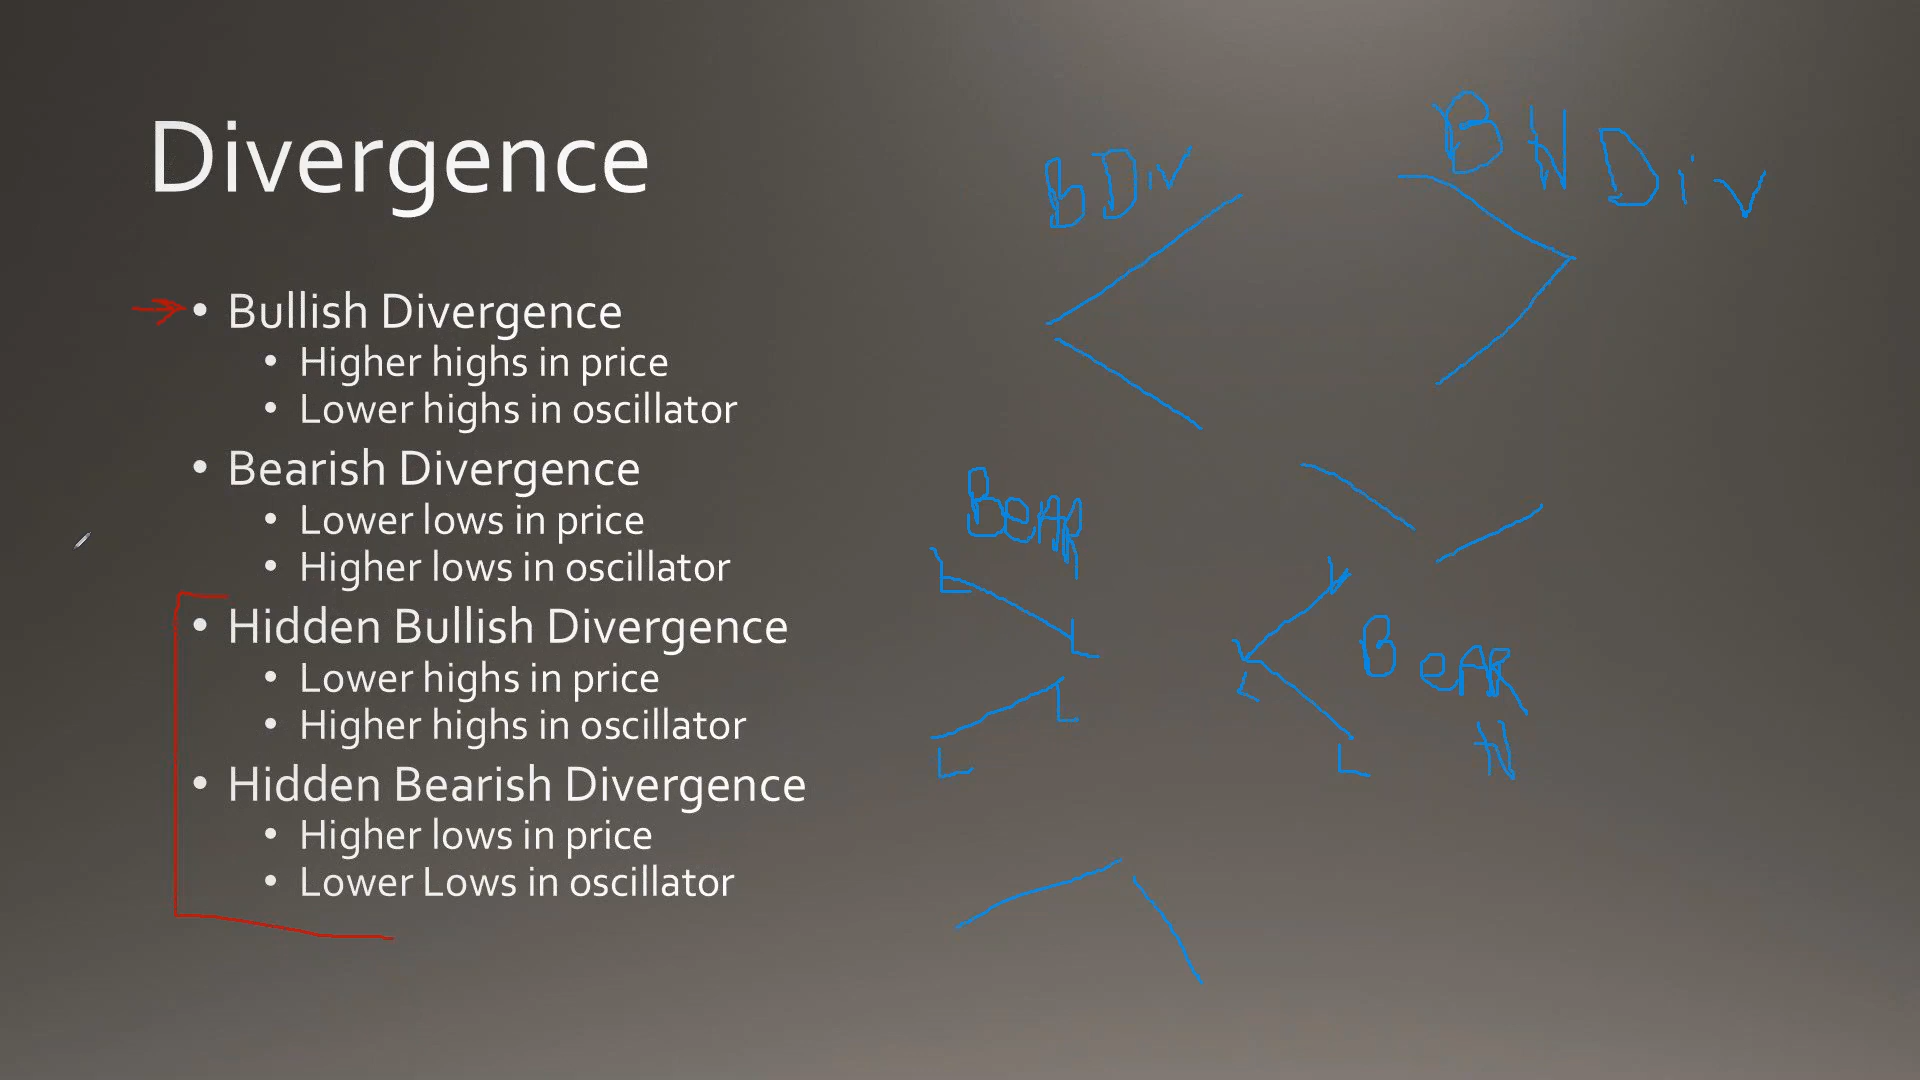 Divergence
• Bullish Divergence
• Higher highs in price
• Lower highs in oscillator
• Bearish Divergence
• Lower lows in price
• Higher lows in oscillator
• Hidden Bullish Divergence
• Lower highs in price
• Higher highs in oscillator
• Hidden Bearish Divergence
• Higher lows in price
• Lower Lows in oscillator
B Div
B H Div
Bear
L
L
L
L
L
L
Bear
H